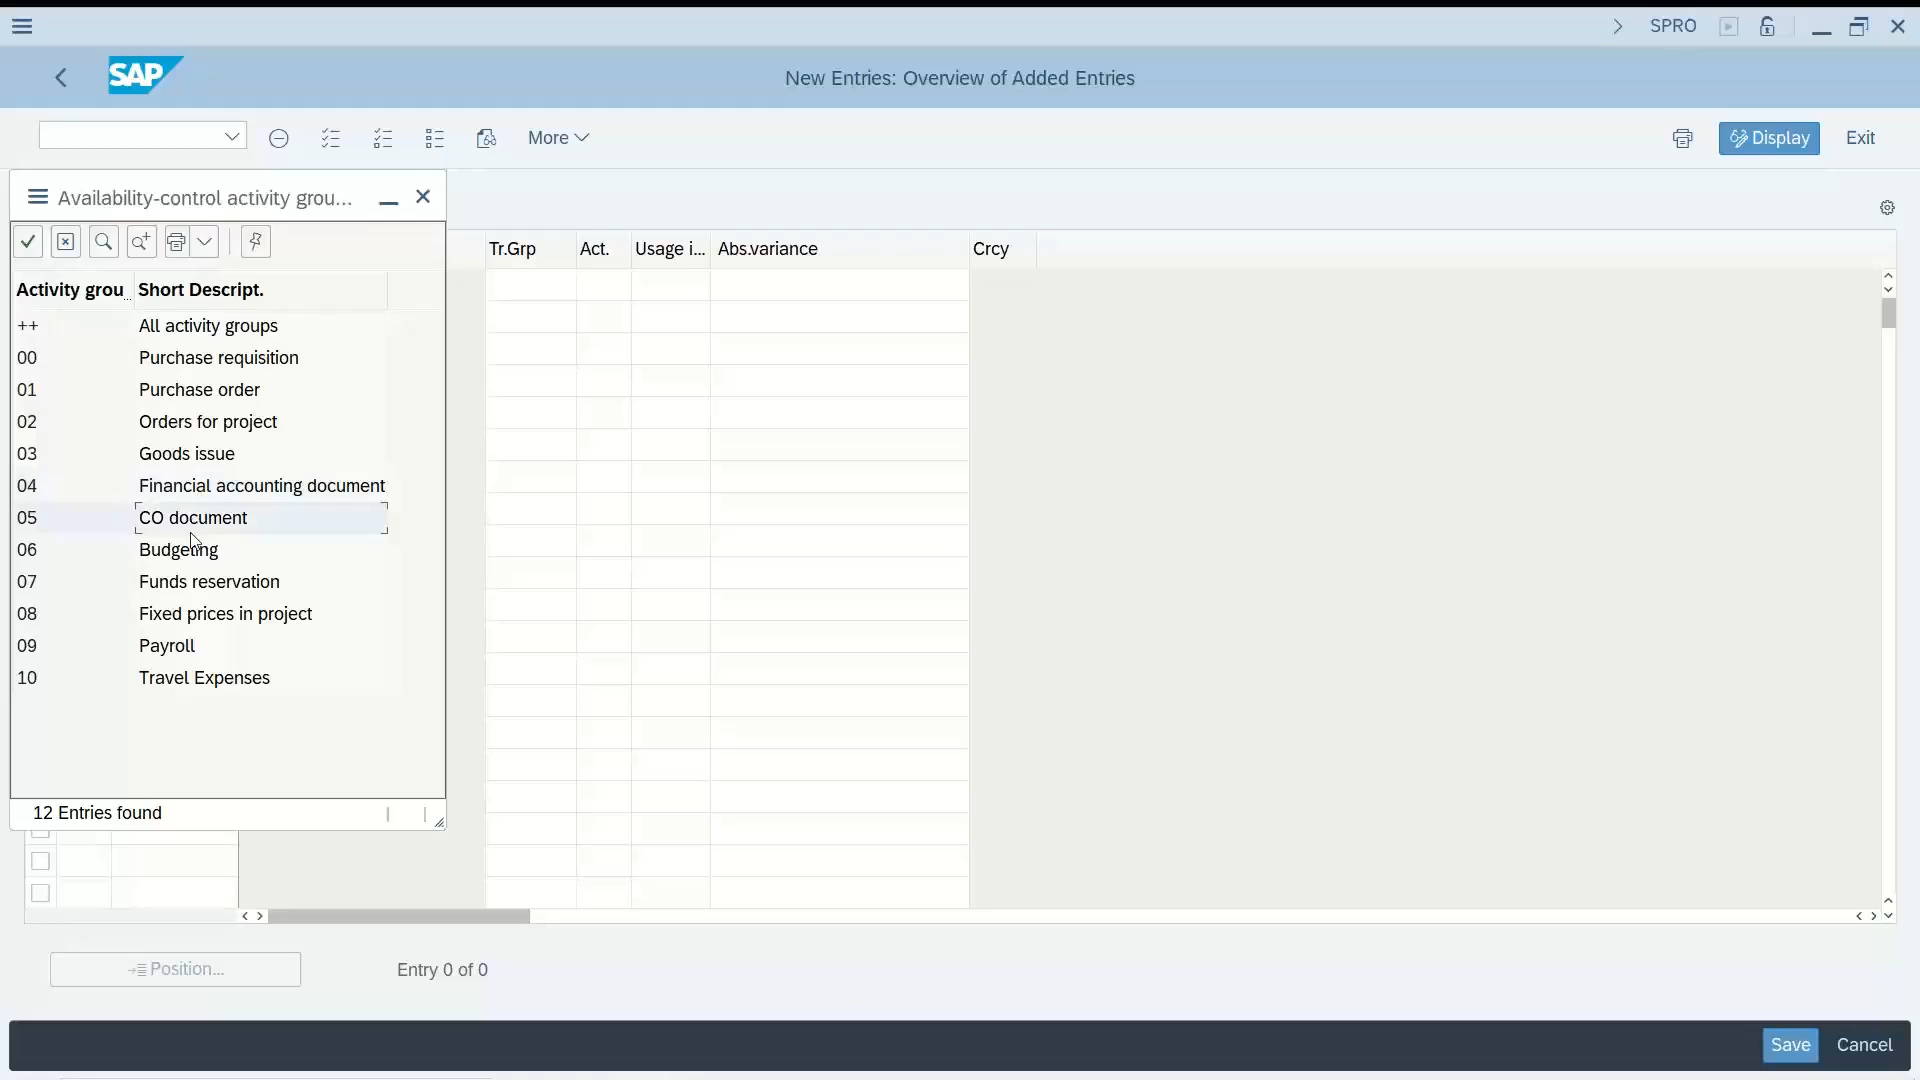 SPRO
SAP
New Entries: Overview of Added Entries
More
Display
Exit
Availability-control activity grou...
Tr.Grp
Act.
Usage i...
Abs.variance
Crcy
Activity grou...
Short Descript.
++ All activity groups
00 Purchase requisition
01 Purchase order
02 Orders for project
03 Goods issue
04 Financial accounting document
05 CO document
06 Budgeting
07 Funds reservation
08 Fixed prices in project
09 Payroll
10 Travel Expenses
12 Entries found
Position...
Entry 0 of 0
Save
Cancel